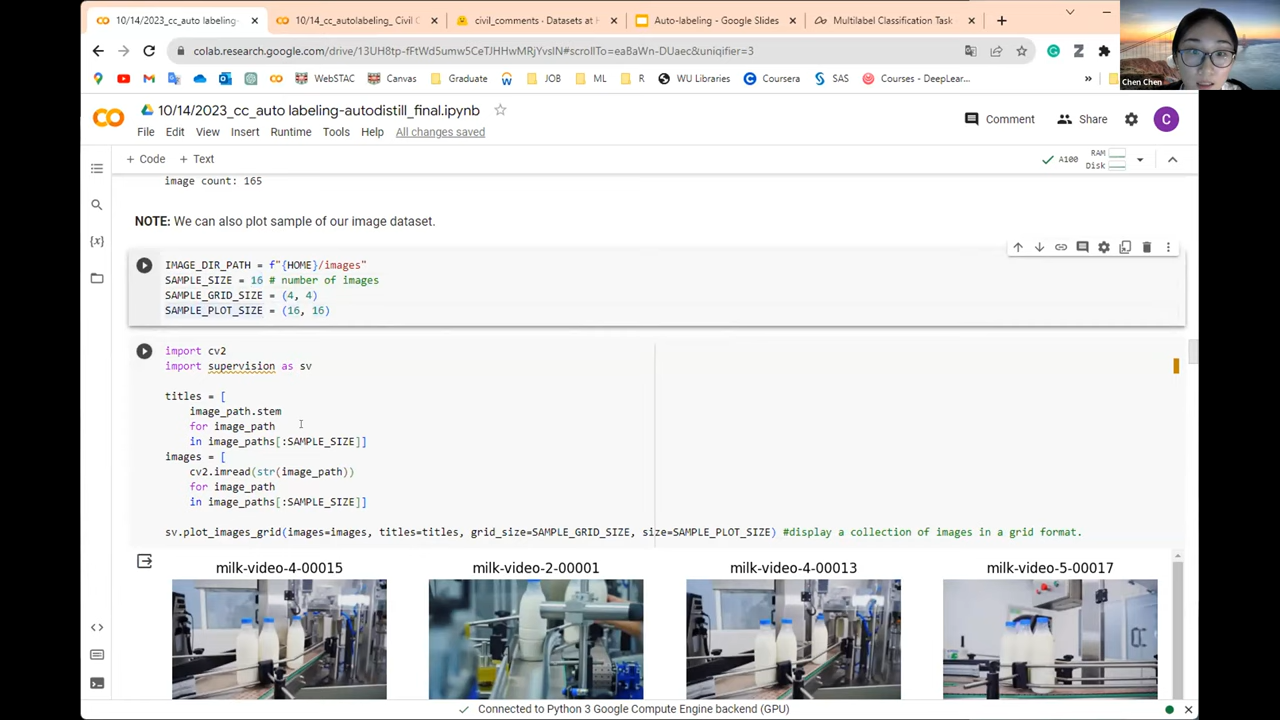 10/14/2023_cc_auto labeling-
10/14_cc_autolabeling_ Civil C
civil_comments · Datasets at H
Auto-labeling - Google Slides
Multilabel Classification Task
colab.research.google.com/drive/13UH8tp-fFtWdSumw5CeTJHHwMRjYvsIN#scrollTo=eaBaWn-DUaec&uniqifier=3
Chen Chen
WebSTAC
Canvas
Graduate
JOB
ML
R
WU Libraries
Coursera
SAS
Courses - DeepLear...
10/14/2023_cc_auto labeling-autodistill_final.ipynb
File Edit View Insert Runtime Tools Help All changes saved
Comment
Share
C
+ Code + Text
A100
RAM
Disk
image count: 165
NOTE: We can also plot sample of our image dataset.
IMAGE_DIR_PATH = f"{HOME}/images"
SAMPLE_SIZE = 16 # number of images
SAMPLE_GRID_SIZE = (4, 4)
SAMPLE_PLOT_SIZE = (16, 16)
import cv2
import supervision as sv
titles = [
image_path.stem
for image_path
in image_paths[:SAMPLE_SIZE]]
images = [
cv2.imread(str(image_path))
for image_path
in image_paths[:SAMPLE_SIZE]]
sv.plot_images_grid(images=images, titles=titles, grid_size=SAMPLE_GRID_SIZE, size=SAMPLE_PLOT_SIZE) #display a collection of images in a grid format.
milk-video-4-00015
milk-video-2-00001
milk-video-4-00013
milk-video-5-00017
Connected to Python 3 Google Compute Engine backend (GPU)